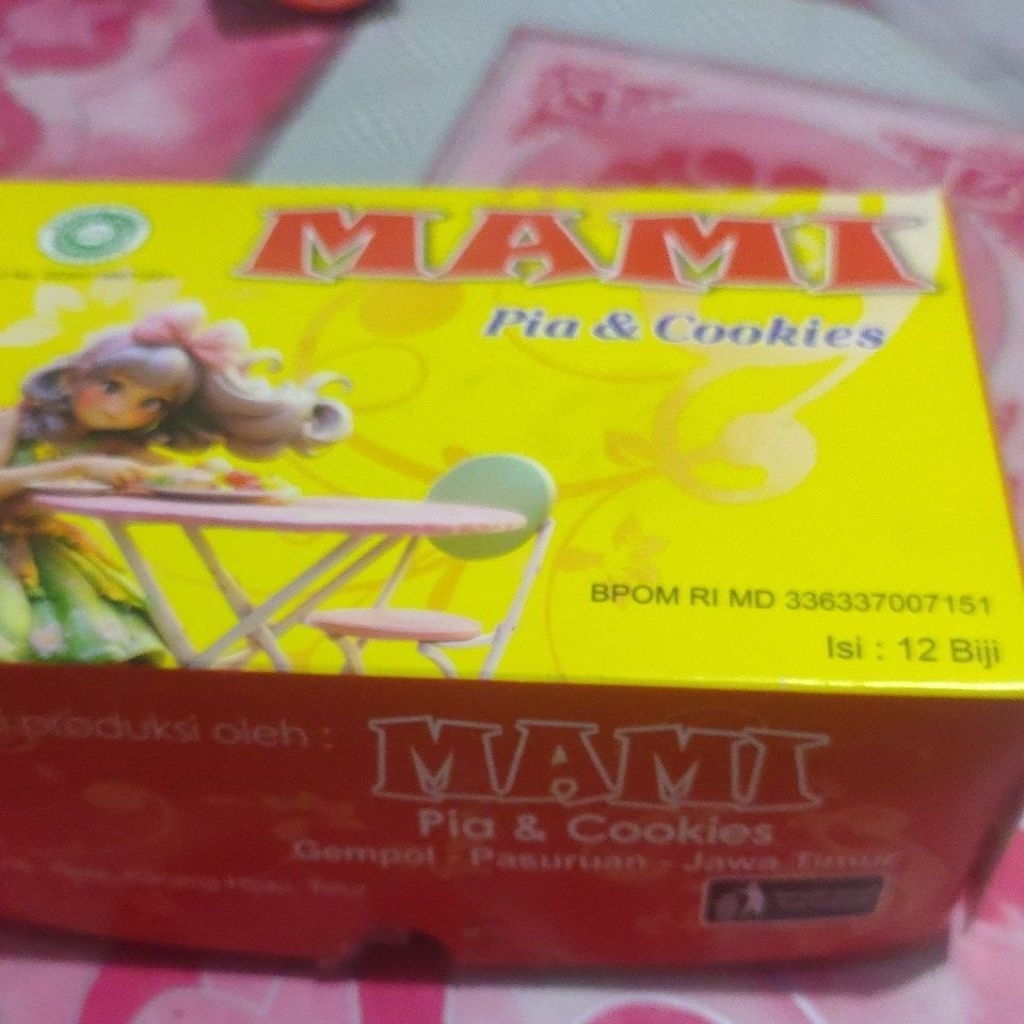 MAMI
Pia & Cookies
BPOM RI MD 336337007151
Isi : 12 Biji
produksi oleh :
MAMI
Pia & Cookies
Gempol - Pasuruan - Jawa Timur